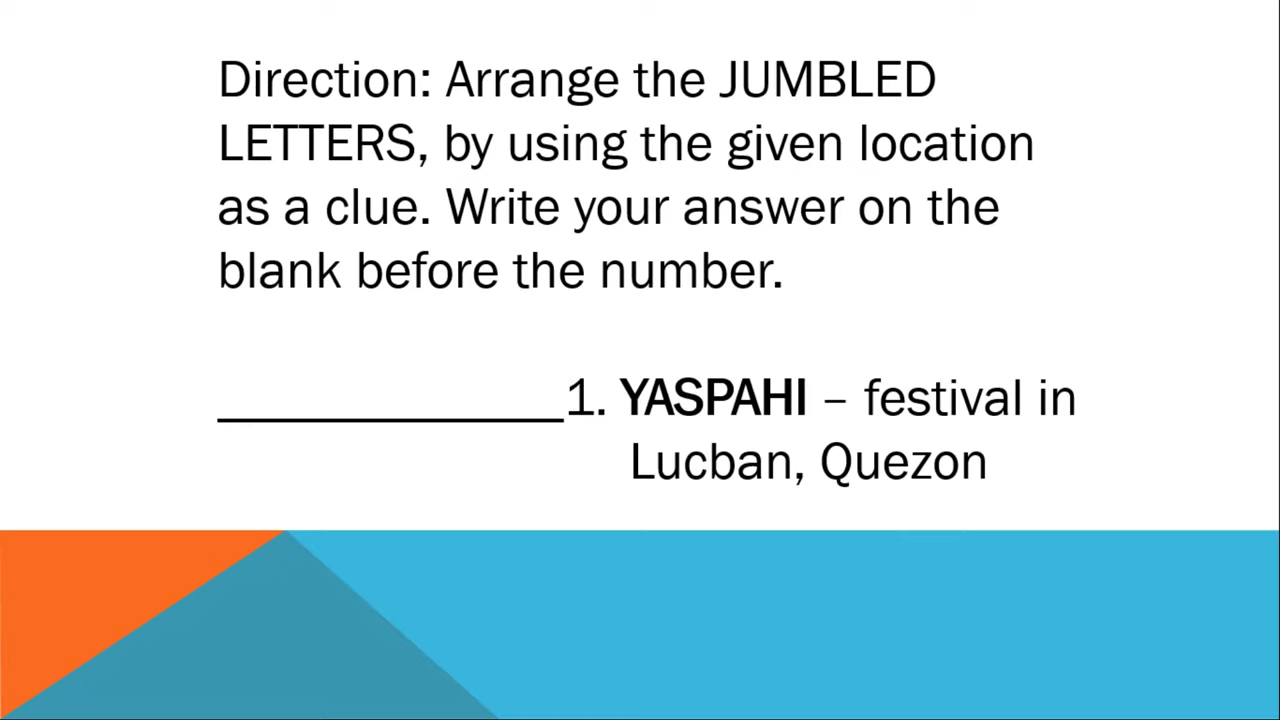 Direction: Arrange the JUMBLED
LETTERS, by using the given location
as a clue. Write your answer on the
blank before the number.
______________1. YASPAHI – festival in
Lucban, Quezon